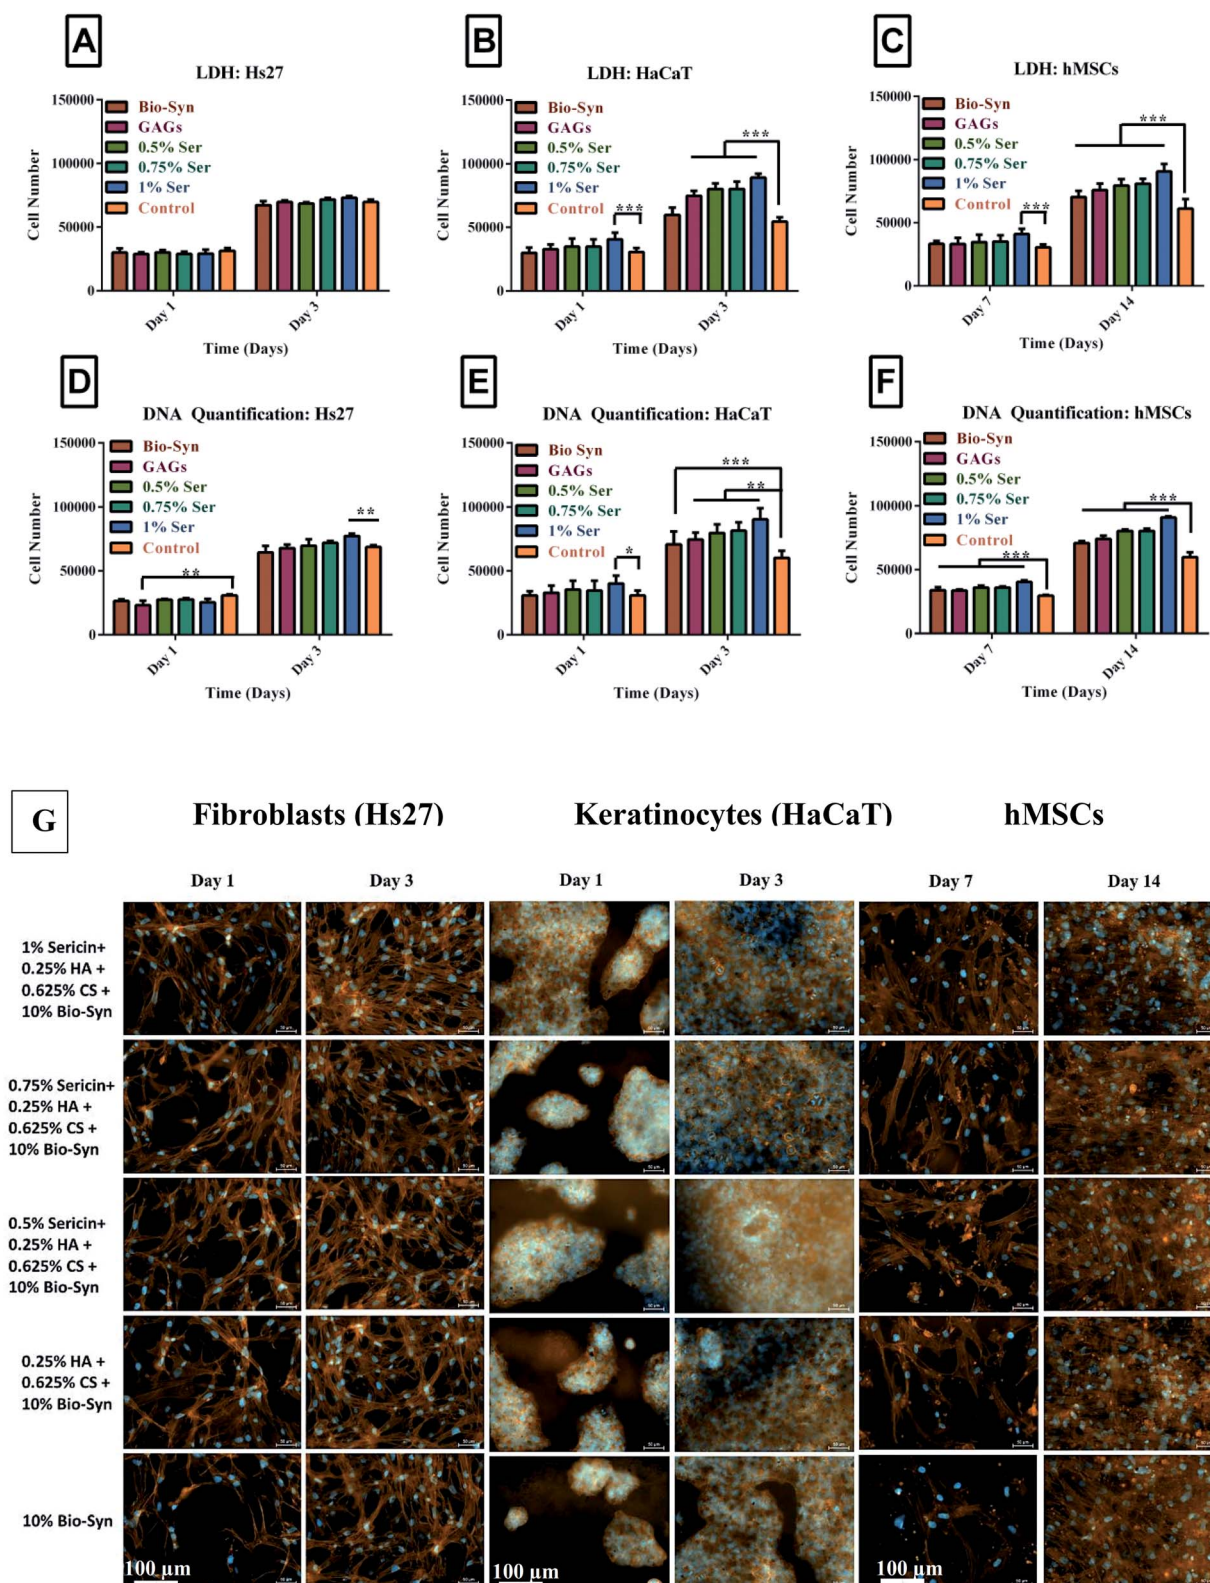 A
LDH: Hs27
Cell Number
150000
100000
50000
0
Bio-Syn
GAGs
0.5% Ser
0.75% Ser
1% Ser
Control
Day 1
Day 3
Time (Days)
B
LDH: HaCaT
Cell Number
150000
100000
50000
0
Bio-Syn
GAGs
0.5% Ser
0.75% Ser
1% Ser
Control
***
***
Day 1
Day 3
Time (Days)
C
LDH: hMSCs
Cell Number
150000
100000
50000
0
Bio-Syn
GAGs
0.5% Ser
0.75% Ser
1% Ser
Control
***
***
Day 7
Day 14
Time (Days)
D
DNA Quantification: Hs27
Cell Number
150000
100000
50000
0
Bio-Syn
GAGs
0.5% Ser
0.75% Ser
1% Ser
Control
**
**
Day 1
Day 3
Time (Days)
E
DNA Quantification: HaCaT
Cell Number
150000
100000
50000
0
Bio Syn
GAGs
0.5% Ser
0.75% Ser
1% Ser
Control
*
***
**
Day 1
Day 3
Time (Days)
F
DNA Quantification: hMSCs
Cell Number
150000
100000
50000
0
Bio-Syn
GAGs
0.5% Ser
0.75% Ser
1% Ser
Control
***
***
Day 7
Day 14
Time (Days)
G
Fibroblasts (Hs27) Keratinocytes (HaCaT) hMSCs
Day 1 Day 3 Day 1 Day 3 Day 7 Day 14
1% Sericin+
0.25% HA +
0.625% CS +
10% Bio-Syn
0.75% Sericin+
0.25% HA +
0.625% CS +
10% Bio-Syn
0.5% Sericin+
0.25% HA +
0.625% CS +
10% Bio-Syn
0.25% HA +
0.625% CS +
10% Bio-Syn
10% Bio-Syn
100 µm 100 µm 100 µm